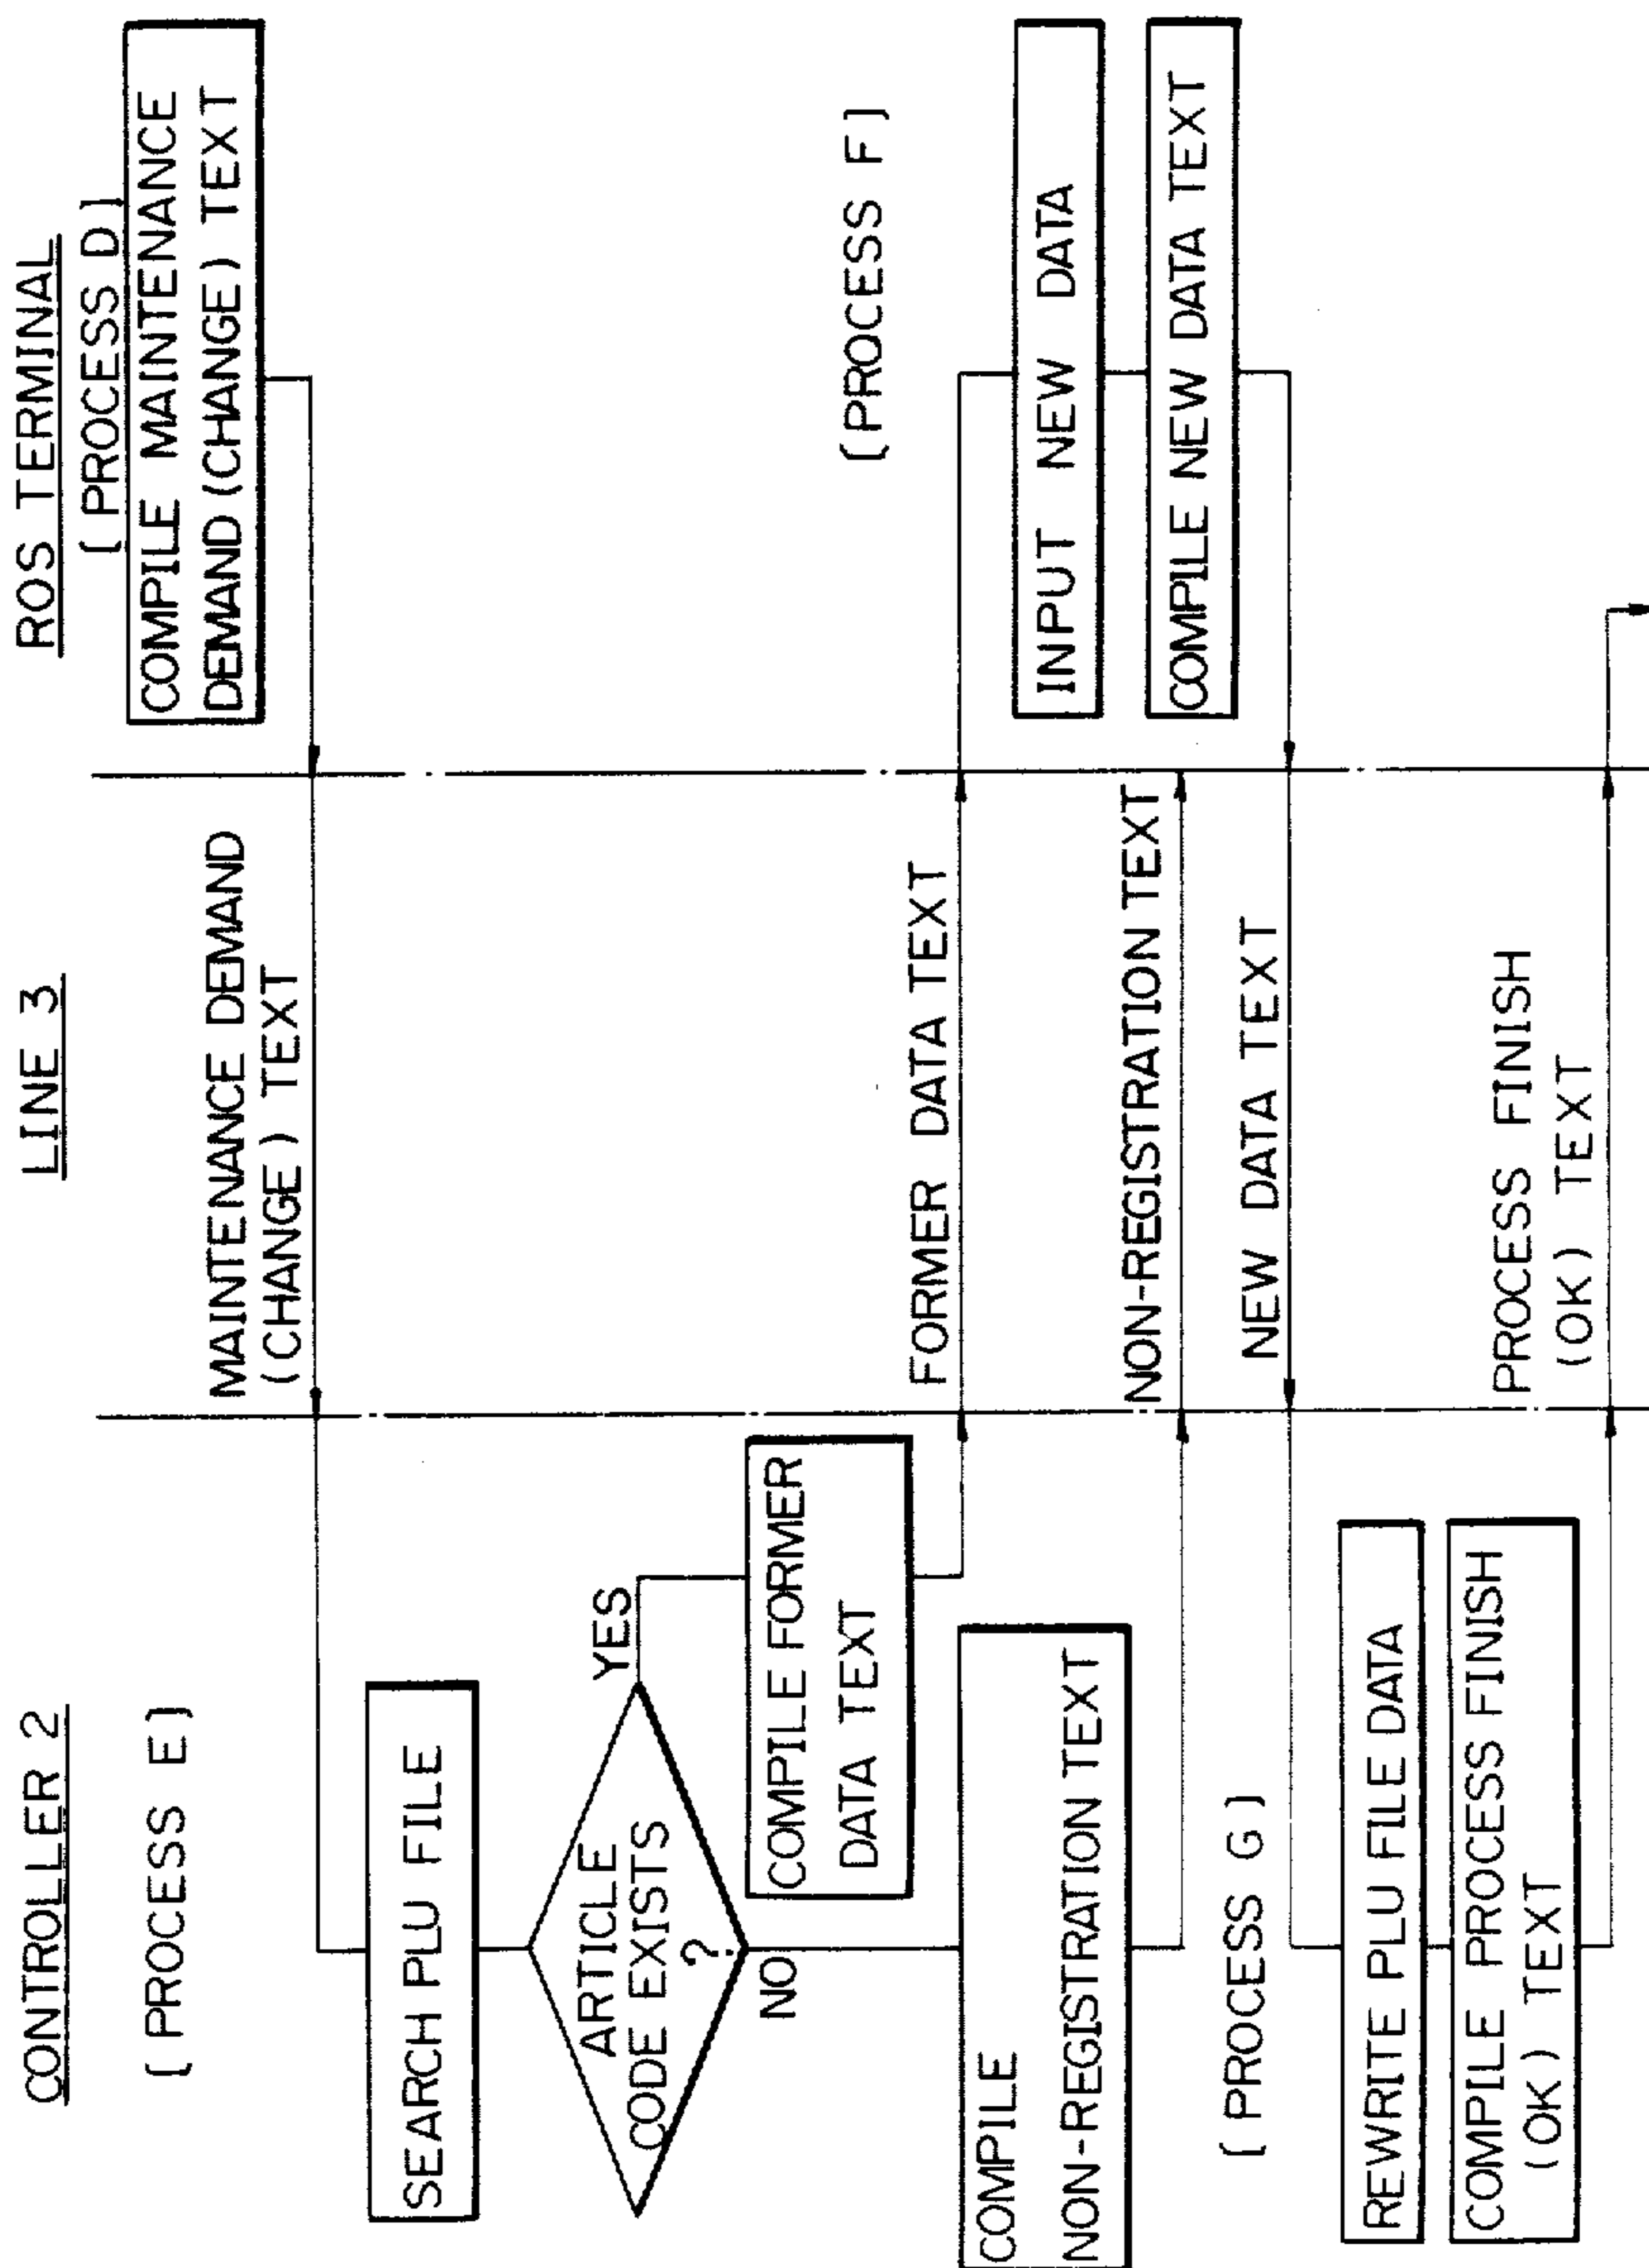 CONTROLLER 2
LINE 3
ROS TERMINAL
[PROCESS E]
[PROCESS D]
COMPILE MAINTENANCE
DEMAND (CHANGE) TEXT
MAINTENANCE DEMAND
(CHANGE) TEXT
SEARCH PLU FILE
ARTICLE
CODE EXISTS
?
YES
NO
COMPILE FORMER
DATA TEXT
FORMER DATA TEXT
[PROCESS F]
INPUT NEW DATA
COMPILE NEW DATA TEXT
COMPILE
NON-REGISTRATION TEXT
NON-REGISTRATION TEXT
NEW DATA TEXT
[PROCESS G]
REWRITE PLU FILE DATA
COMPILE PROCESS FINISH
(OK) TEXT
PROCESS FINISH
(OK) TEXT